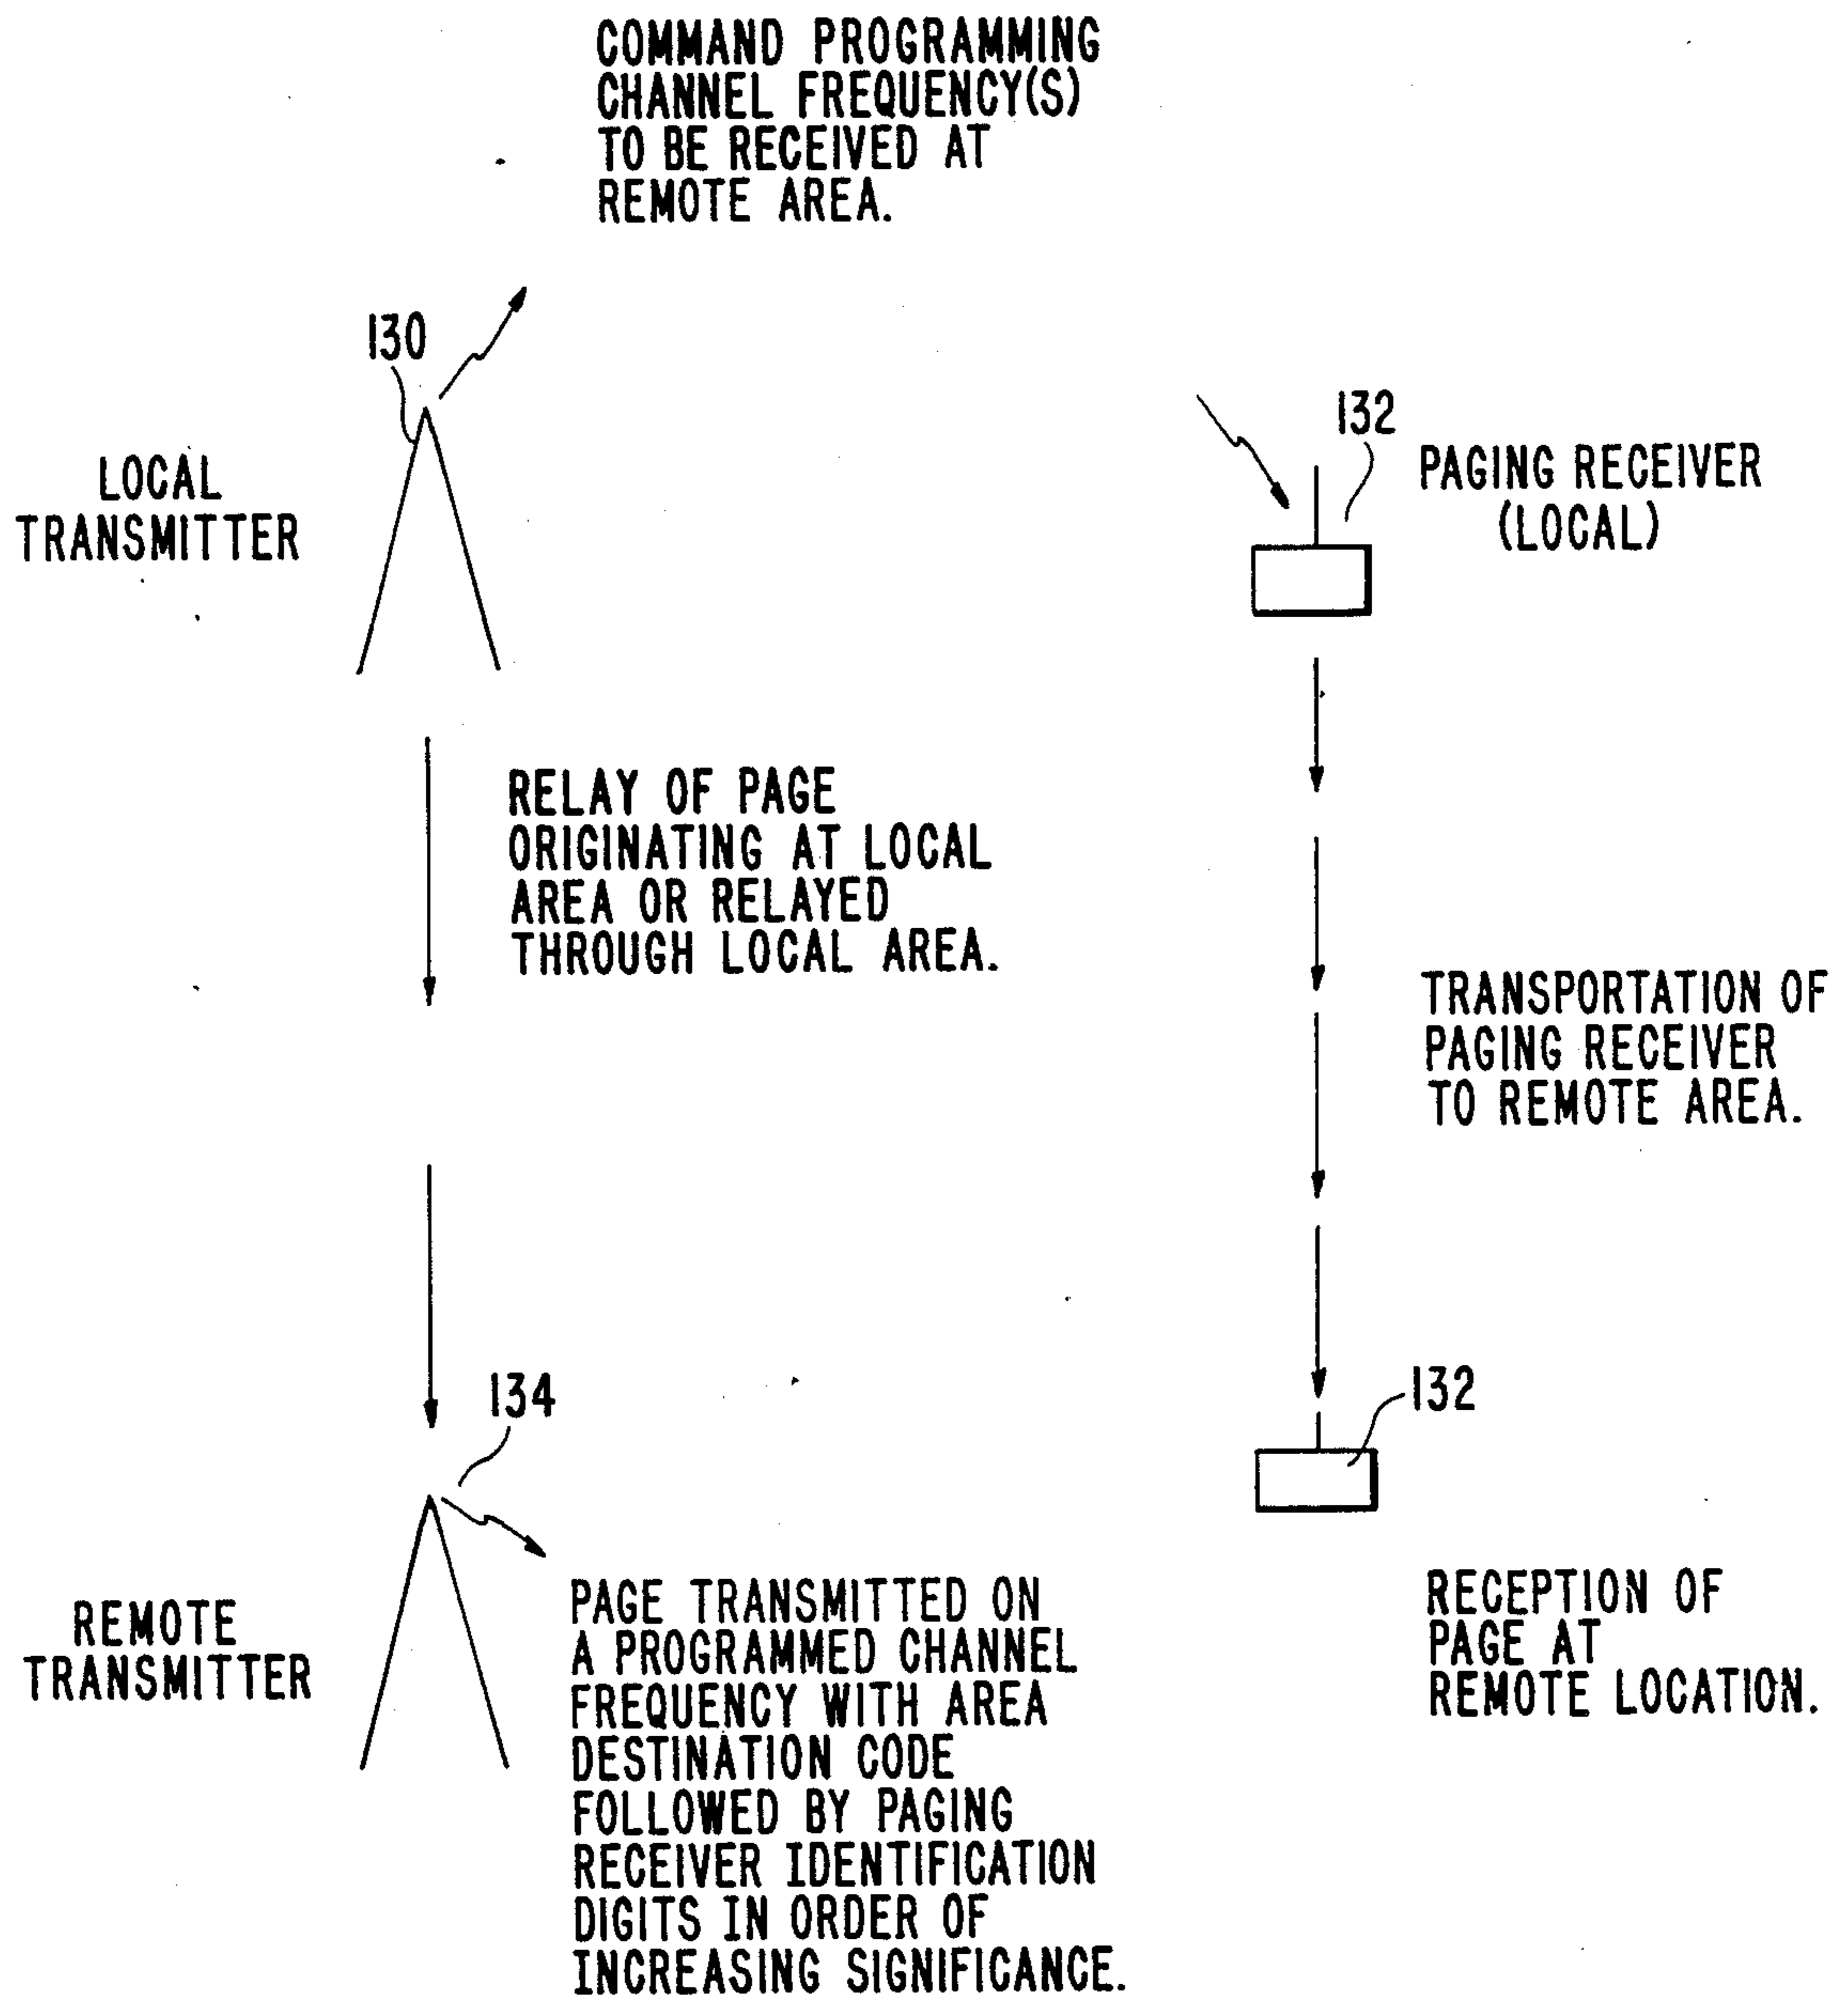 COMMAND PROGRAMMING
CHANNEL FREQUENCY(S)
TO BE RECEIVED AT
REMOTE AREA.
130
LOCAL
TRANSMITTER
132
PAGING RECEIVER
(LOCAL)
RELAY OF PAGE
ORIGINATING AT LOCAL
AREA OR RELAYED
THROUGH LOCAL AREA.
TRANSPORTATION OF
PAGING RECEIVER
TO REMOTE AREA.
134
132
REMOTE
TRANSMITTER
PAGE TRANSMITTED ON
A PROGRAMMED CHANNEL
FREQUENCY WITH AREA
DESTINATION CODE
FOLLOWED BY PAGING
RECEIVER IDENTIFICATION
DIGITS IN ORDER OF
INCREASING SIGNIFICANCE.
RECEPTION OF
PAGE AT
REMOTE LOCATION.